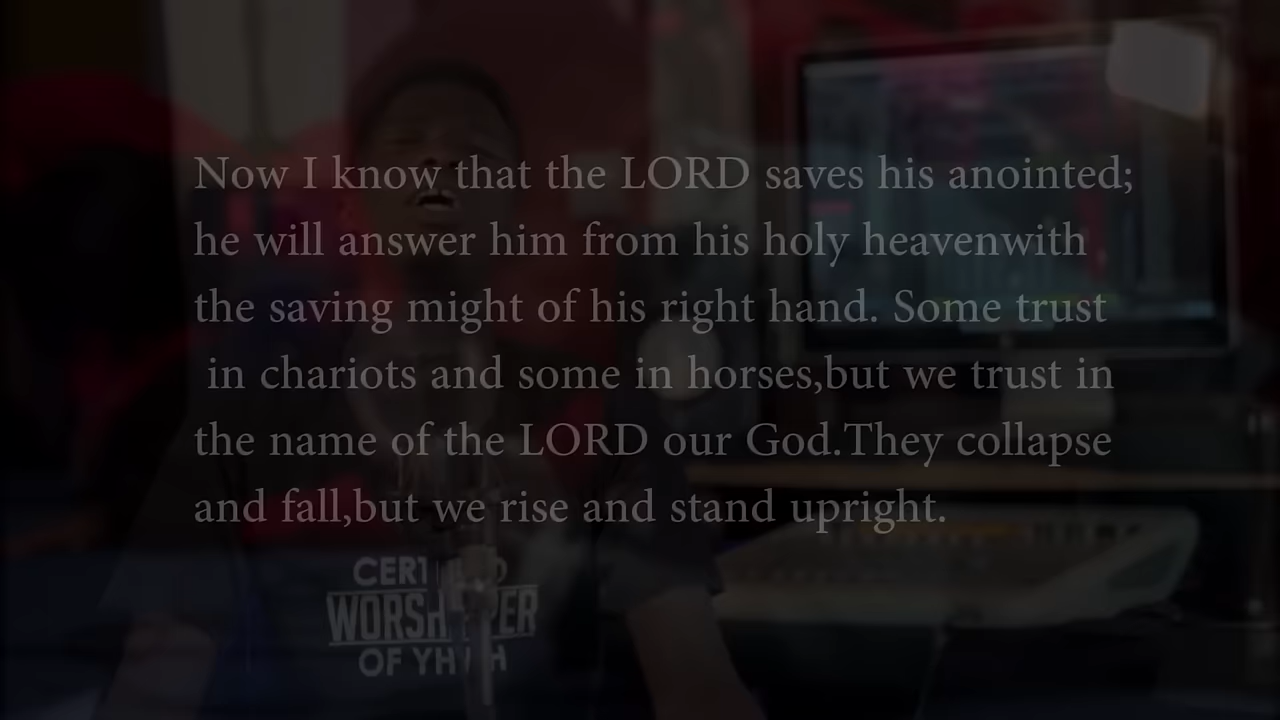 Now I know that the LORD saves his anointed;
he will answer him from his holy heavenwith
the saving might of his right hand. Some trust
in chariots and some in horses,but we trust in
the name of the LORD our God.They collapse
and fall,but we rise and stand upright.
OF